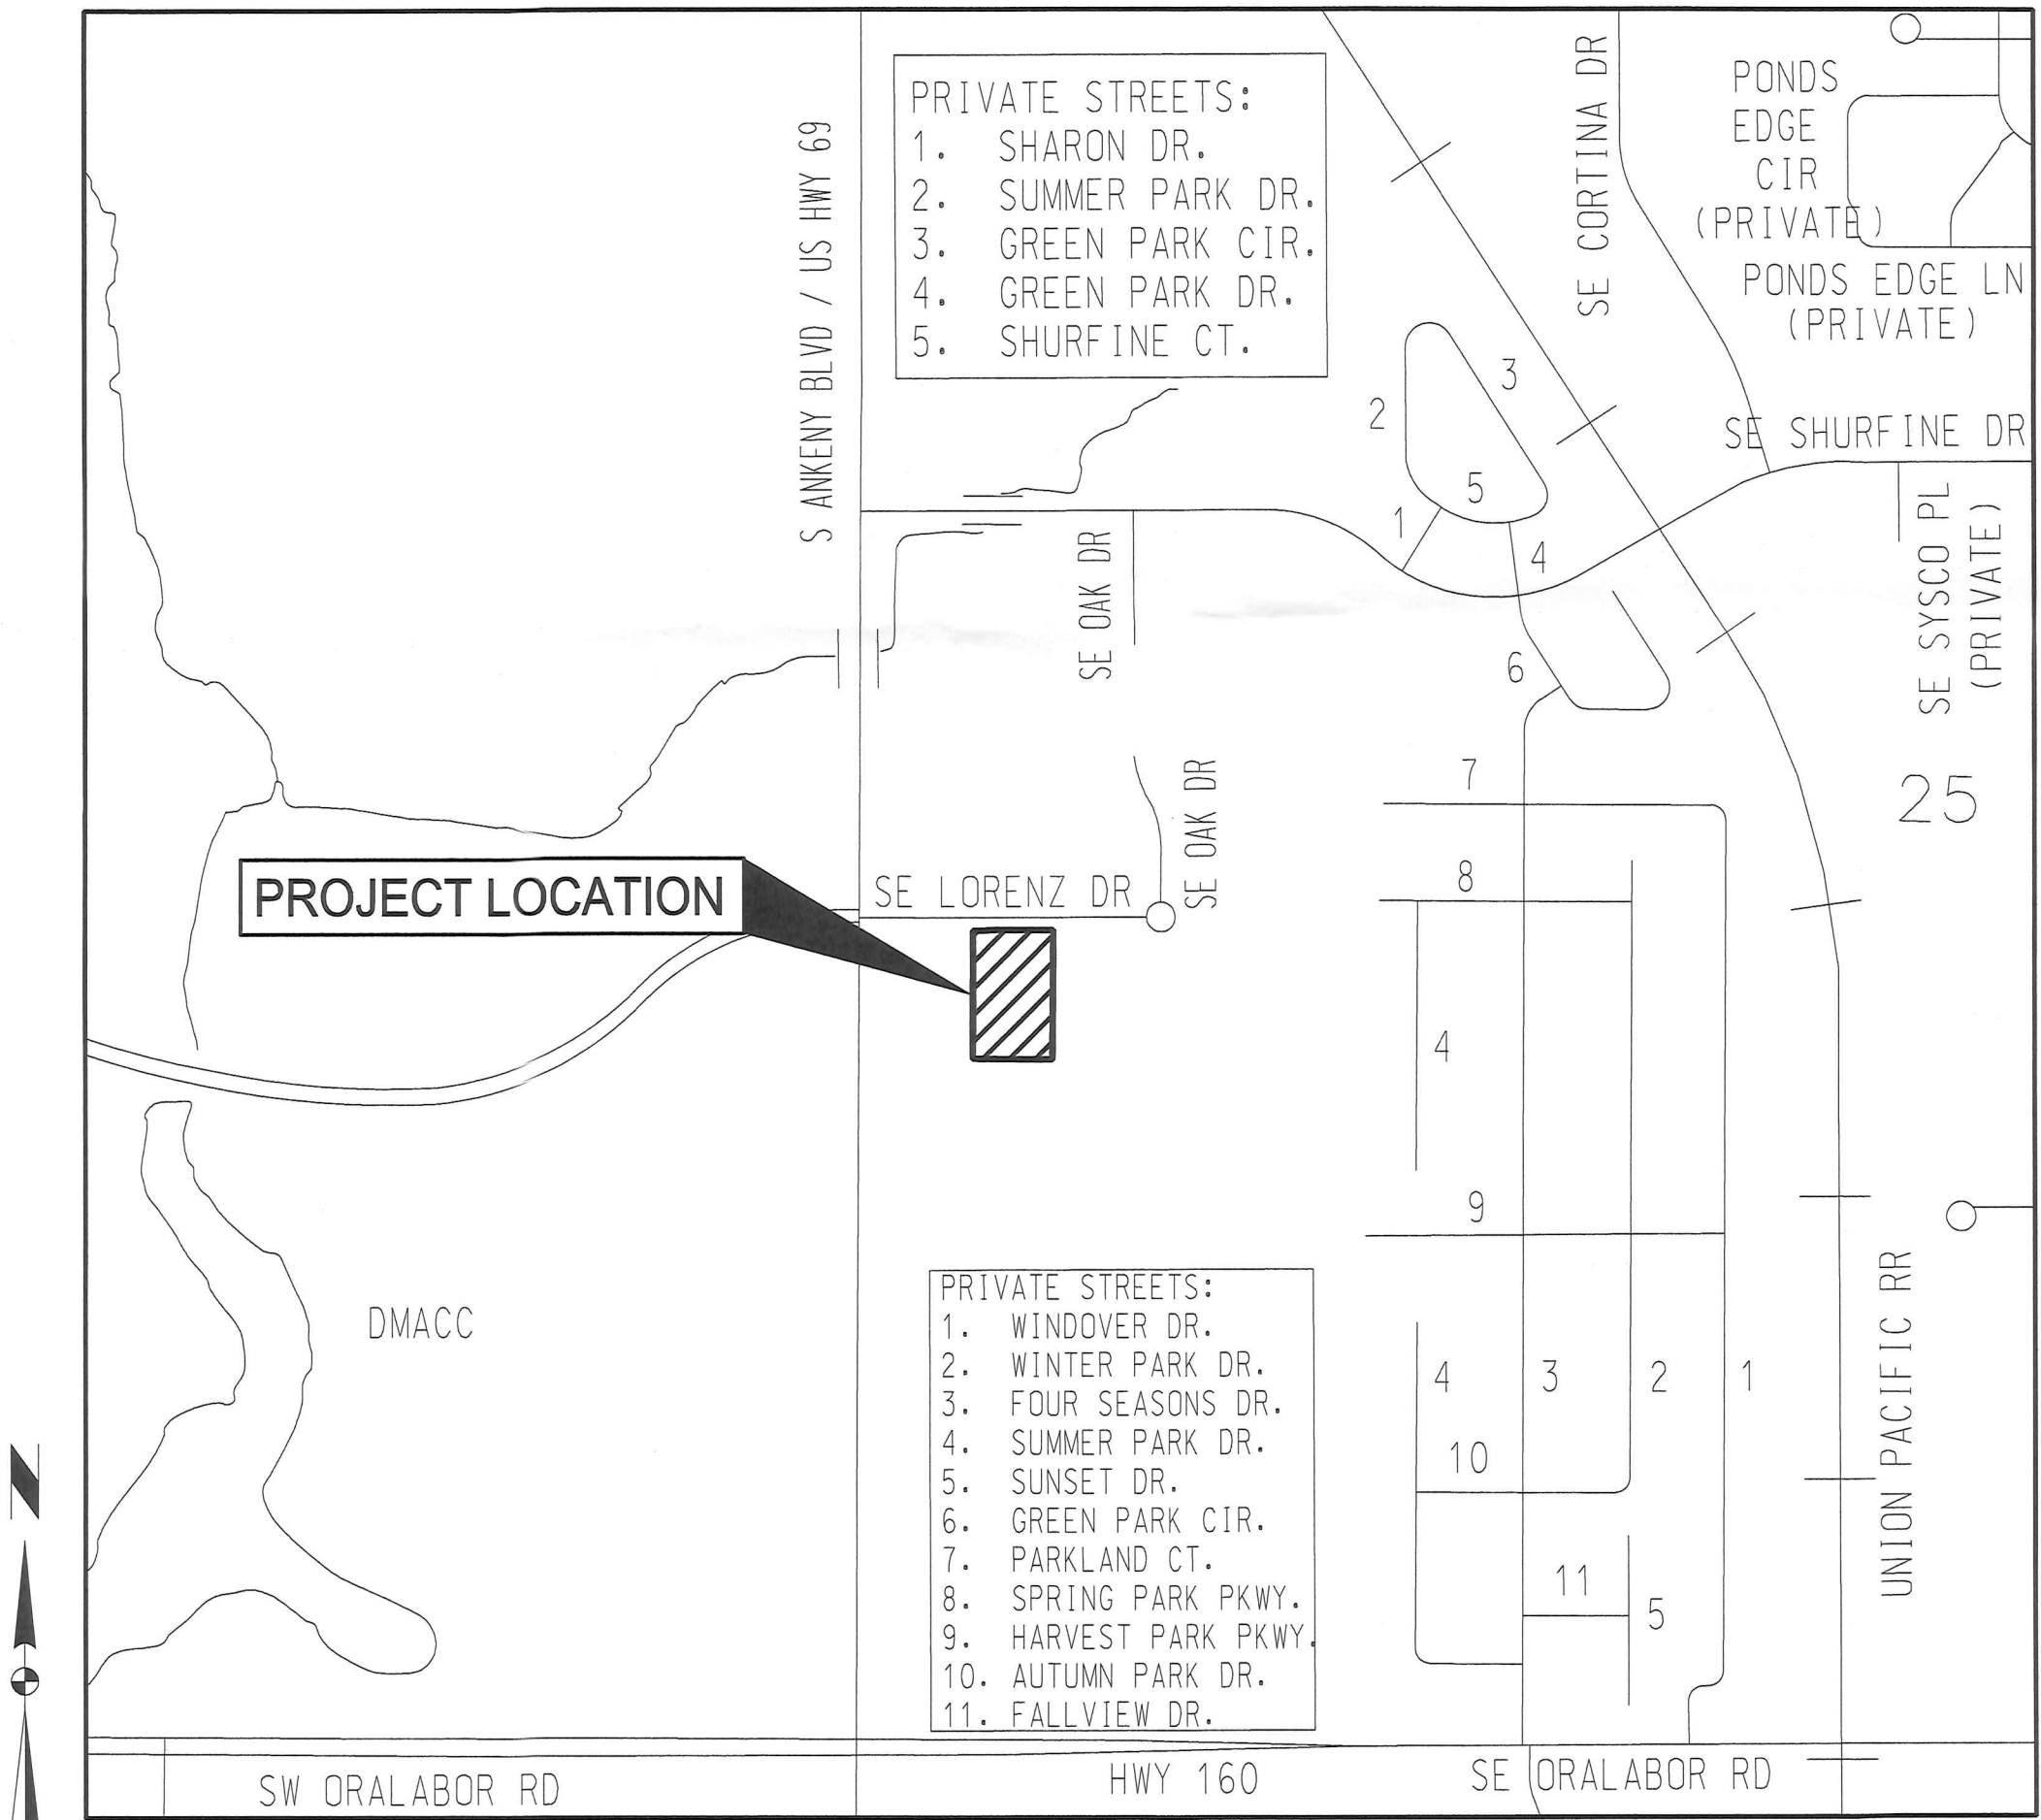 PRIVATE STREETS:
1. SHARON DR.
2. SUMMER PARK DR.
3. GREEN PARK CIR.
4. GREEN PARK DR.
5. SHURFINE CT.
S ANKENY BLVD / US HWY 69
SE CORTINA DR
PONDS
EDGE
CIR
(PRIVATE)
PONDS EDGE LN
(PRIVATE)
3
2
SE SHURFINE DR
5
1
4
SE OAK DR
SE SYSCO PL
(PRIVATE)
6
7
25
SE OAK DR
PROJECT LOCATION
SE LORENZ DR
8
4
9
DMACC
PRIVATE STREETS:
1. WINDOVER DR.
2. WINTER PARK DR.
3. FOUR SEASONS DR.
4. SUMMER PARK DR.
5. SUNSET DR.
6. GREEN PARK CIR.
7. PARKLAND CT.
8. SPRING PARK PKWY.
9. HARVEST PARK PKWY.
10. AUTUMN PARK DR.
11. FALLVIEW DR.
4
3
2
1
UNION PACIFIC RR
10
11
5
N
SW ORALABOR RD
HWY 160
SE ORALABOR RD